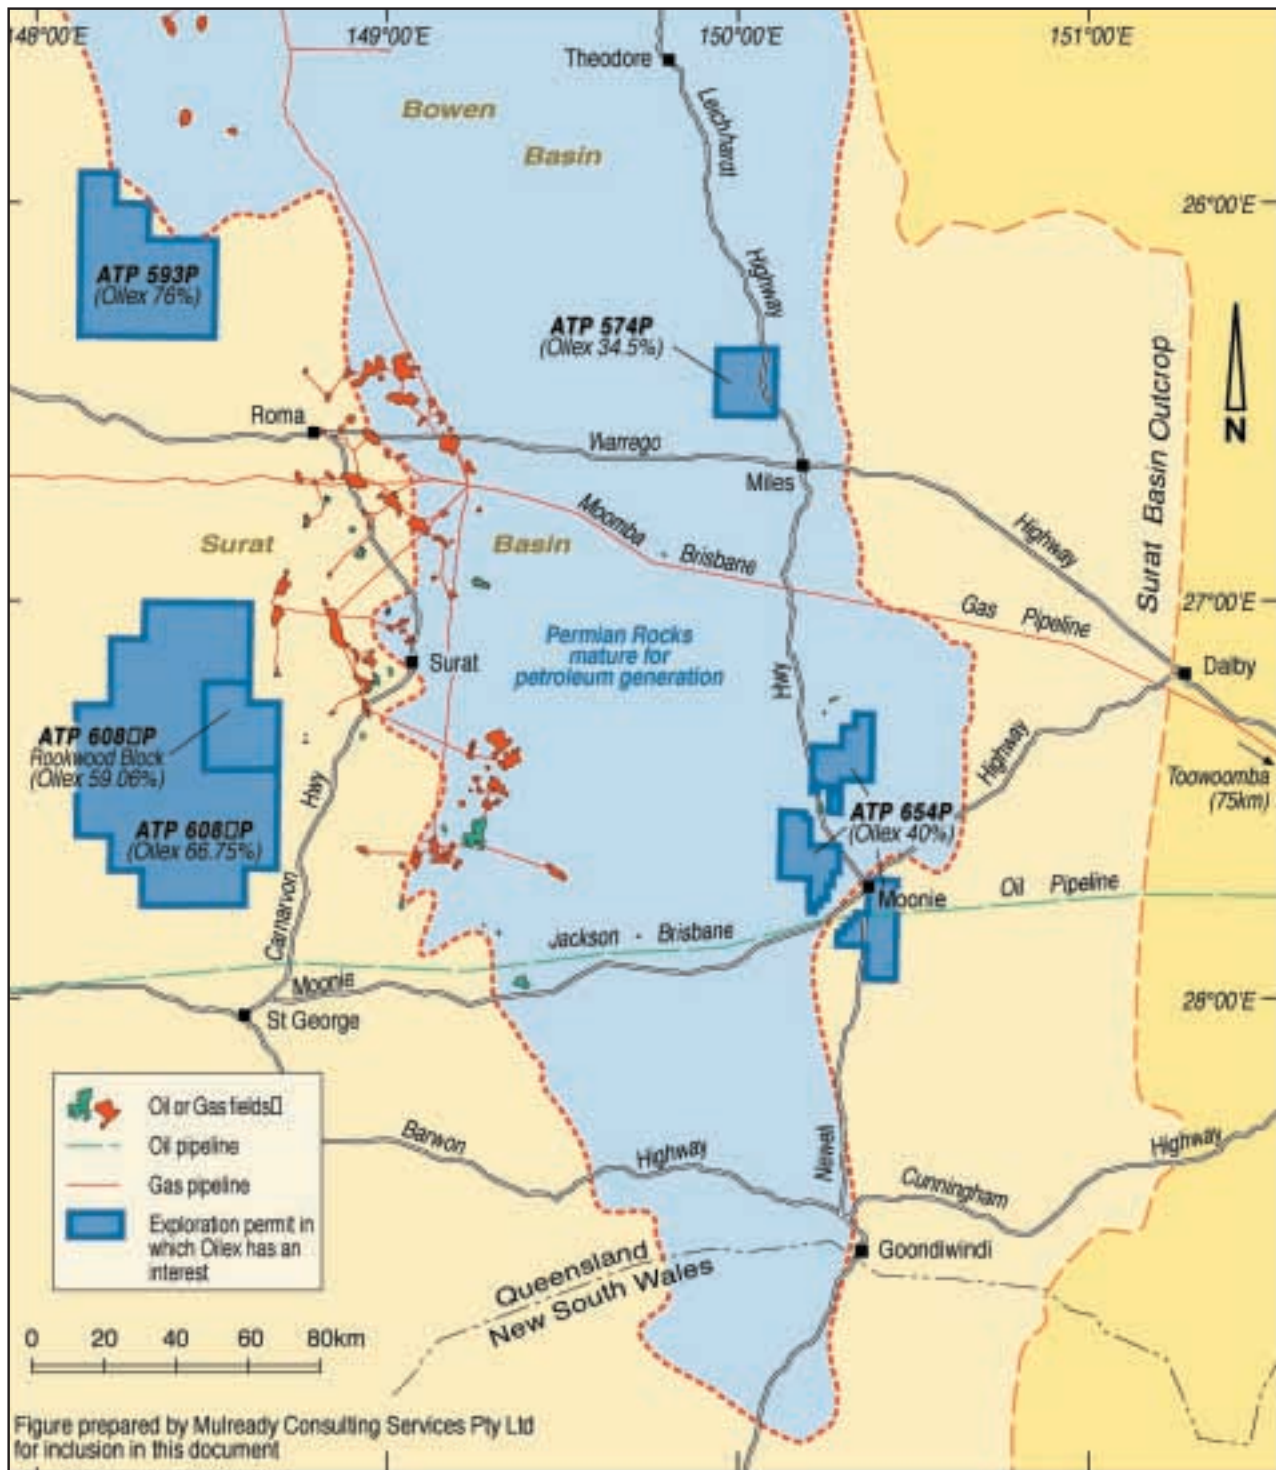 148°00'E
149°00'E
150°00'E
151°00'E
Theodore
Leichhardt
Highway
Bowen
Basin
26°00'E
ATP 593P
(Oilex 76%)
ATP 574P
(Oilex 34.5%)
Surat Basin Outcrop
N
Roma
Warrego
Miles
Highway
Moomba - Brisbane
Gas Pipeline
Surat
Basin
27°00'E
Permian Rocks
mature for
petroleum generation
Surat
Hwy
Dalby
ATP 608▯P
Rookwood Block
(Oilex 59.06%)
Hwy
Highway
Toowoomba
(75km)
ATP 608▯P
(Oilex 66.75%)
ATP 654P
(Oilex 40%)
Carnarvon
Moonie
Oil Pipeline
Jackson - Brisbane
Moonie
28°00'E
St George
Oil or Gas fields▯
Oil pipeline
Gas pipeline
Exploration permit in
which Oilex has an
interest
Barwon
Highway
Newell
Cunningham
Highway
Goondiwindi
Queensland
New South Wales
0 20 40 60 80km
Figure prepared by Mulready Consulting Services Pty Ltd
for inclusion in this document